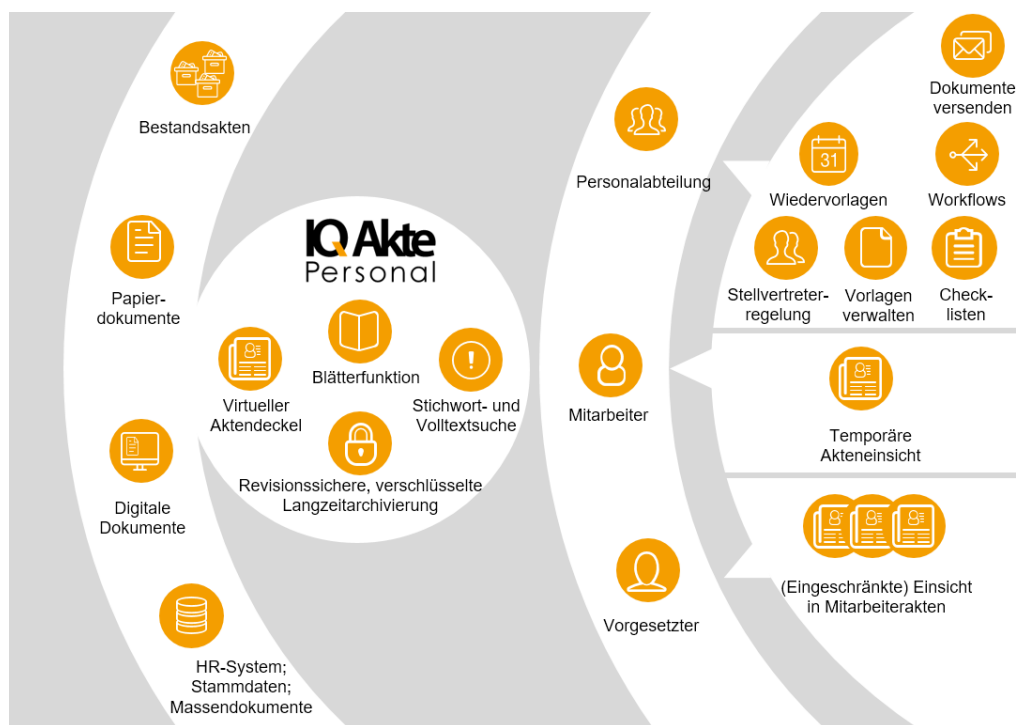 Bestandsakten
Papier-
dokumente
Digitale
Dokumente
HR-System;
Stammdaten;
Massendokumente
IQ Akte
Personal
Blätterfunktion
Virtueller
Aktendeckel
Stichwort- und
Volltextsuche
Revisionssichere, verschlüsselte
Langzeitarchivierung
Personalabteilung
Mitarbeiter
Vorgesetzter
Dokumente
versenden
31
Wiedervorlagen
Workflows
Stellvertreter-
regelung
Vorlagen
verwalten
Check-
listen
Temporäre
Akteneinsicht
(Eingeschränkte) Einsicht
in Mitarbeiterakten